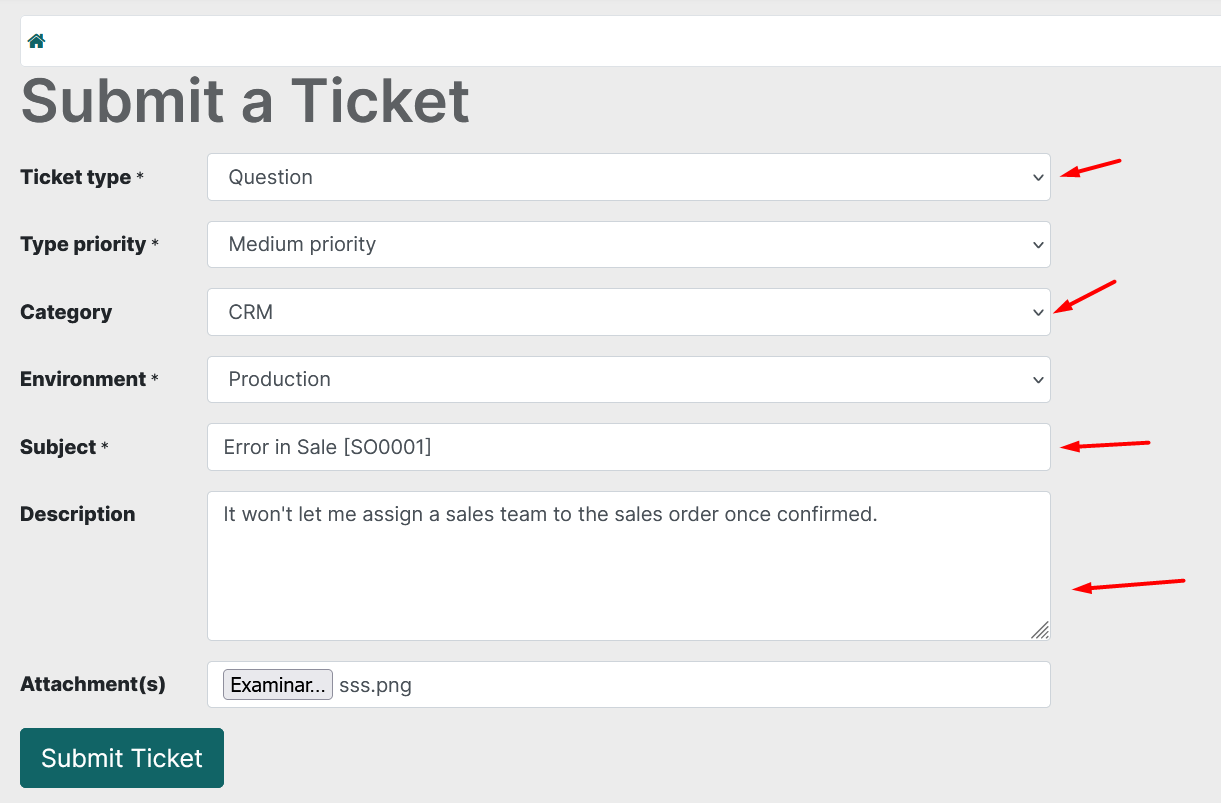 Submit a Ticket
Ticket type * Question
Type priority * Medium priority
Category CRM
Environment * Production
Subject * Error in Sale [SO0001]
Description It won't let me assign a sales team to the sales order once confirmed.
Attachment(s) Examinar... sss.png
Submit Ticket